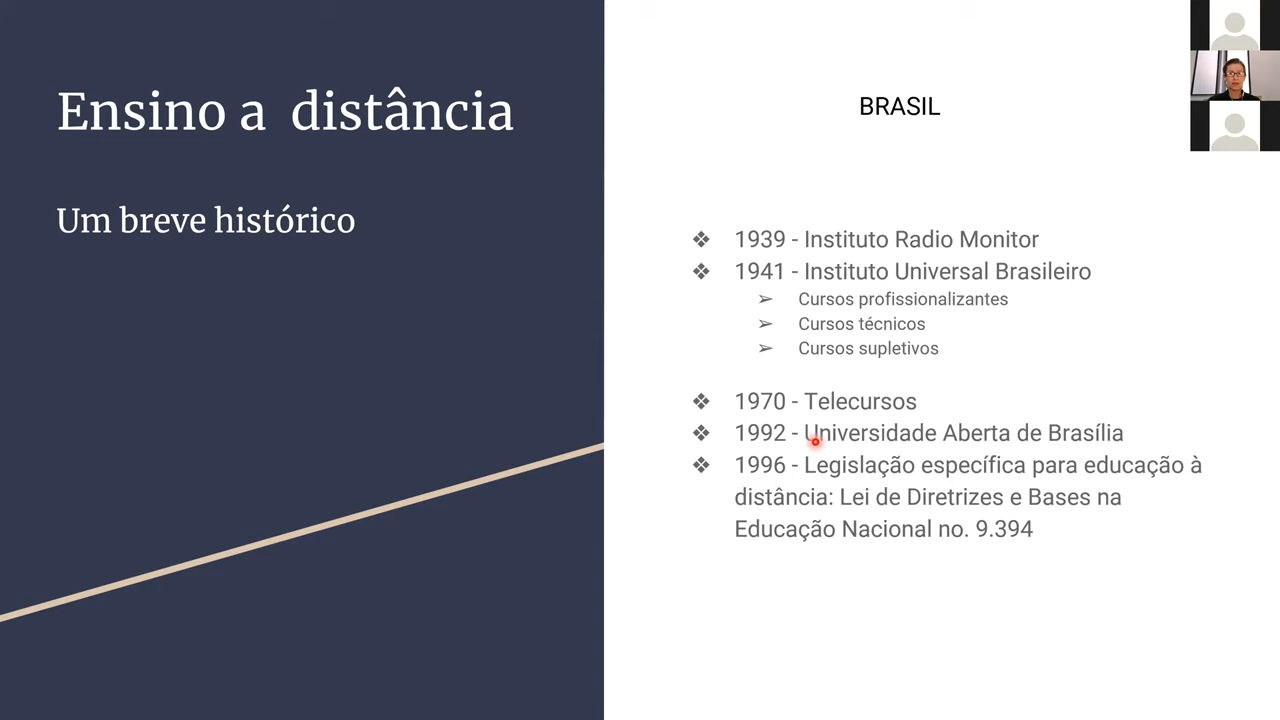 Ensino a distância
Um breve histórico
BRASIL
❖ 1939 - Instituto Radio Monitor
❖ 1941 - Instituto Universal Brasileiro
➢ Cursos profissionalizantes
➢ Cursos técnicos
➢ Cursos supletivos
❖ 1970 - Telecursos
❖ 1992 - Universidade Aberta de Brasília
❖ 1996 - Legislação específica para educação à
distância: Lei de Diretrizes e Bases na
Educação Nacional no. 9.394